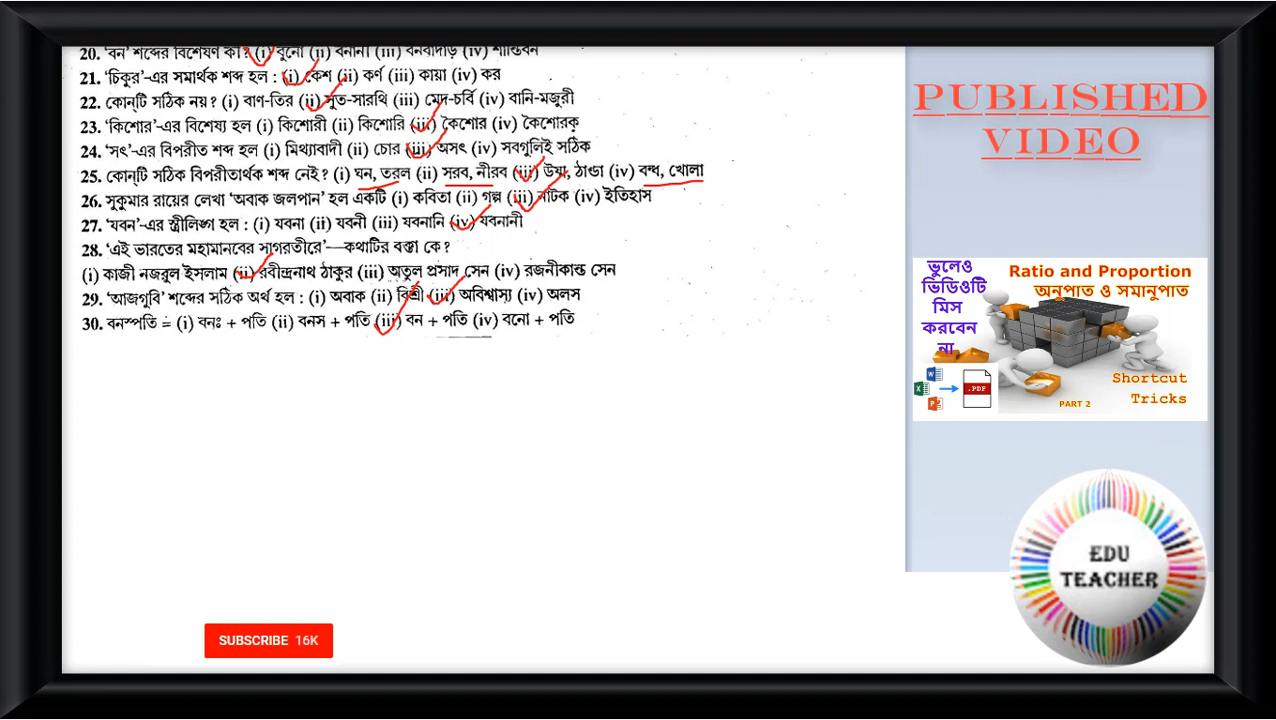 20. 'বন' শব্দের বিশেষণ কী? (i) বুনো (ii) বনানী (iii) বনবাদাড় (iv) শান্তিবন
21. 'চিকুর'-এর সমার্থক শব্দ হল : (i) কেশ (ii) কর্ণ (iii) কায়া (iv) কর
22. কোন্‌টি সঠিক নয়? (i) বাণ-তির (ii) সূত-সারথি (iii) মেদ-চর্বি (iv) বানি-মজুরী
23. 'কিশোর'-এর বিশেষ্য হল (i) কিশোরী (ii) কিশোরি (iii) কৈশোর (iv) কৈশোরক
24. 'সৎ'-এর বিপরীত শব্দ হল (i) মিথ্যাবাদী (ii) চোর (iii) অসৎ (iv) সবগুলিই সঠিক
25. কোন্‌টি সঠিক বিপরীতার্থক শব্দ নেই? (i) ঘন, তরল (ii) সরব, নীরব (iii) উষা, ঠাণ্ডা (iv) বন্ধ, খোলা
26. সুকুমার রায়ের লেখা 'অবাক জলপান' হল একটি (i) কবিতা (ii) গল্প (iii) নাটক (iv) ইতিহাস
27. 'যবন'-এর স্ত্রীলিঙ্গ হল : (i) যবনা (ii) যবনী (iii) যবনানি (iv) যবনানী
28. 'এই ভারতের মহামানবের সাগরতীরে'—কথাটির বক্তা কে?
(i) কাজী নজরুল ইসলাম (ii) রবীন্দ্রনাথ ঠাকুর (iii) অতুল প্রসাদ সেন (iv) রজনীকান্ত সেন
29. 'আজগুবি' শব্দের সঠিক অর্থ হল : (i) অবাক (ii) বিশ্রী (iii) অবিশ্বাস্য (iv) অলস
30. বনস্পতি = (i) বনঃ + পতি (ii) বনস + পতি (iii) বন + পতি (iv) বনো + পতি
SUBSCRIBE 16K
PUBLISHED
VIDEO
ভুলেও
ভিডিওটি
মিস
করবেন
না
Ratio and Proportion
অনুপাত ও সমানুপাত
W
X
P
.PDF
Shortcut
Tricks
PART 2
EDU
TEACHER